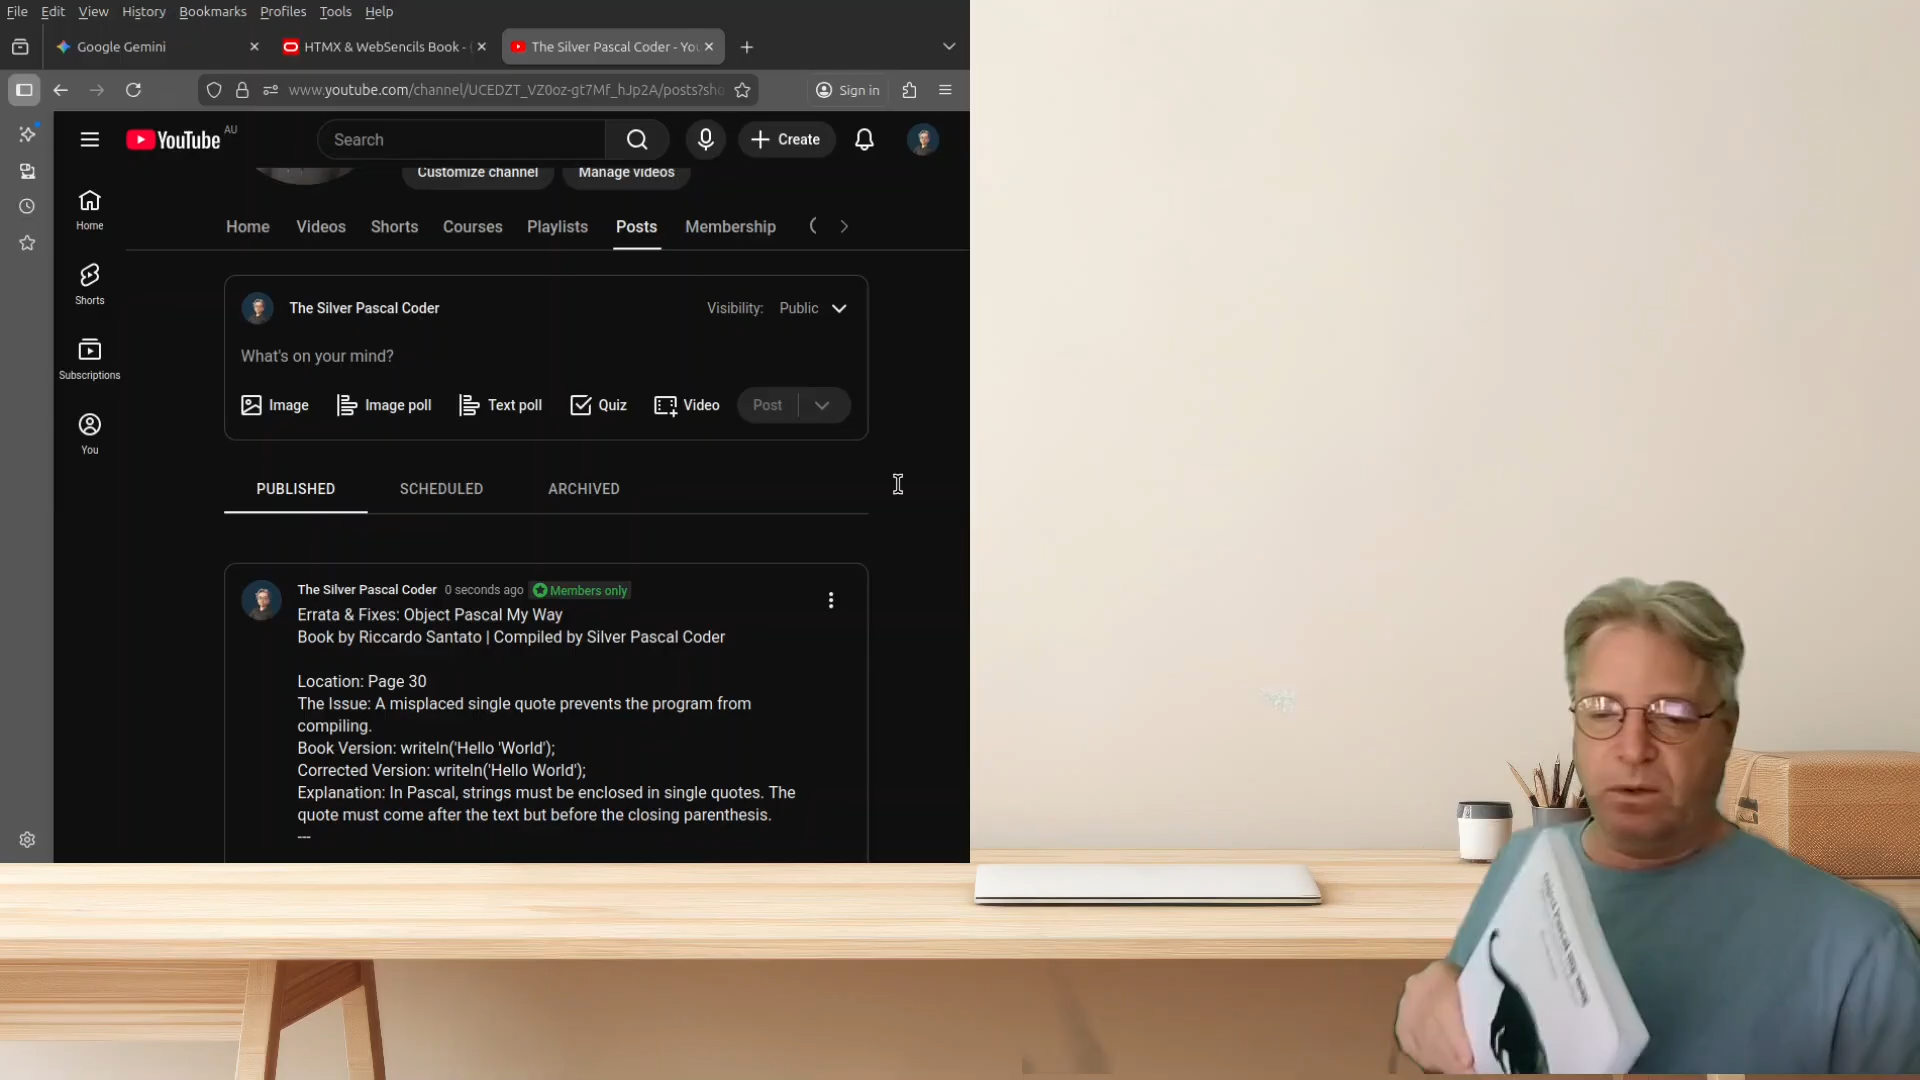 File Edit View History Bookmarks Profiles Tools Help
Google Gemini
HTMX & WebSencils Book -
The Silver Pascal Coder - You
www.youtube.com/channel/UCEDZT_VZ0oz-gt7Mf_hJp2A/posts?sho
Sign in
YouTube AU
Search
Create
Customize channel Manage videos
Home
Shorts
Subscriptions
You
Home Videos Shorts Courses Playlists Posts Membership
The Silver Pascal Coder
Visibility: Public
What's on your mind?
Image Image poll Text poll Quiz Video Post
PUBLISHED SCHEDULED ARCHIVED
The Silver Pascal Coder 0 seconds ago Members only
Errata & Fixes: Object Pascal My Way
Book by Riccardo Santato | Compiled by Silver Pascal Coder
Location: Page 30
The Issue: A misplaced single quote prevents the program from
compiling.
Book Version: writeln('Hello 'World');
Corrected Version: writeln('Hello World');
Explanation: In Pascal, strings must be enclosed in single quotes. The
quote must come after the text but before the closing parenthesis.
---
Object Pascal My Way